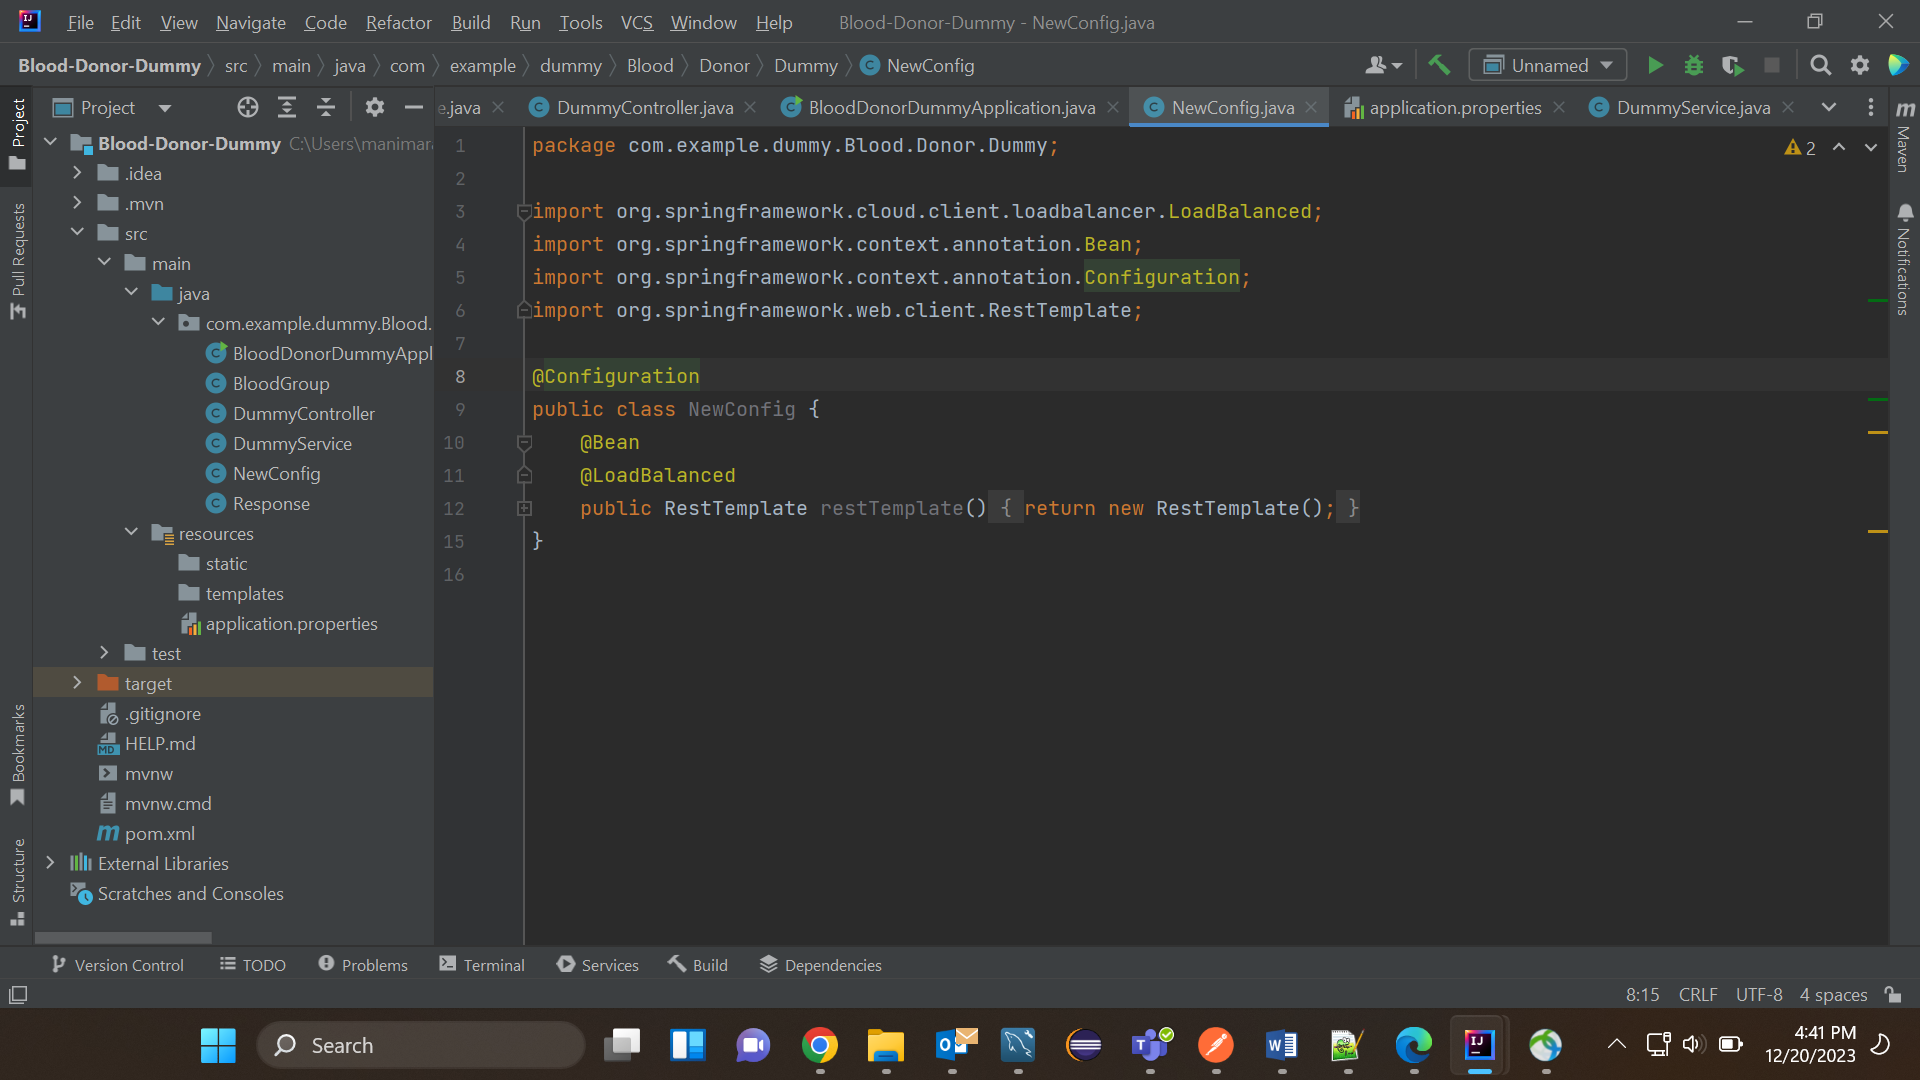 File Edit View Navigate Code Refactor Build Run Tools VCS Window Help Blood-Donor-Dummy - NewConfig.java
Blood-Donor-Dummy src main java com example dummy Blood Donor Dummy NewConfig Unnamed
Project e.java DummyController.java BloodDonorDummyApplication.java NewConfig.java application.properties DummyService.java
Project
Pull Requests
Bookmarks
Structure
Blood-Donor-Dummy C:\Users\manimara
.idea
.mvn
src
main
java
com.example.dummy.Blood.
BloodDonorDummyAppl
BloodGroup
DummyController
DummyService
NewConfig
Response
resources
static
templates
application.properties
test
target
.gitignore
HELP.md
mvnw
mvnw.cmd
pom.xml
External Libraries
Scratches and Consoles
1 package com.example.dummy.Blood.Donor.Dummy; 2
2
3 import org.springframework.cloud.client.loadbalancer.LoadBalanced;
4 import org.springframework.context.annotation.Bean;
5 import org.springframework.context.annotation.Configuration;
6 import org.springframework.web.client.RestTemplate;
7
8 @Configuration
9 public class NewConfig {
10 @Bean
11 @LoadBalanced
12 public RestTemplate restTemplate() { return new RestTemplate(); }
15 }
16
Maven
Notifications
Version Control TODO Problems Terminal Services Build Dependencies
8:15 CRLF UTF-8 4 spaces
Search
4:41 PM
12/20/2023